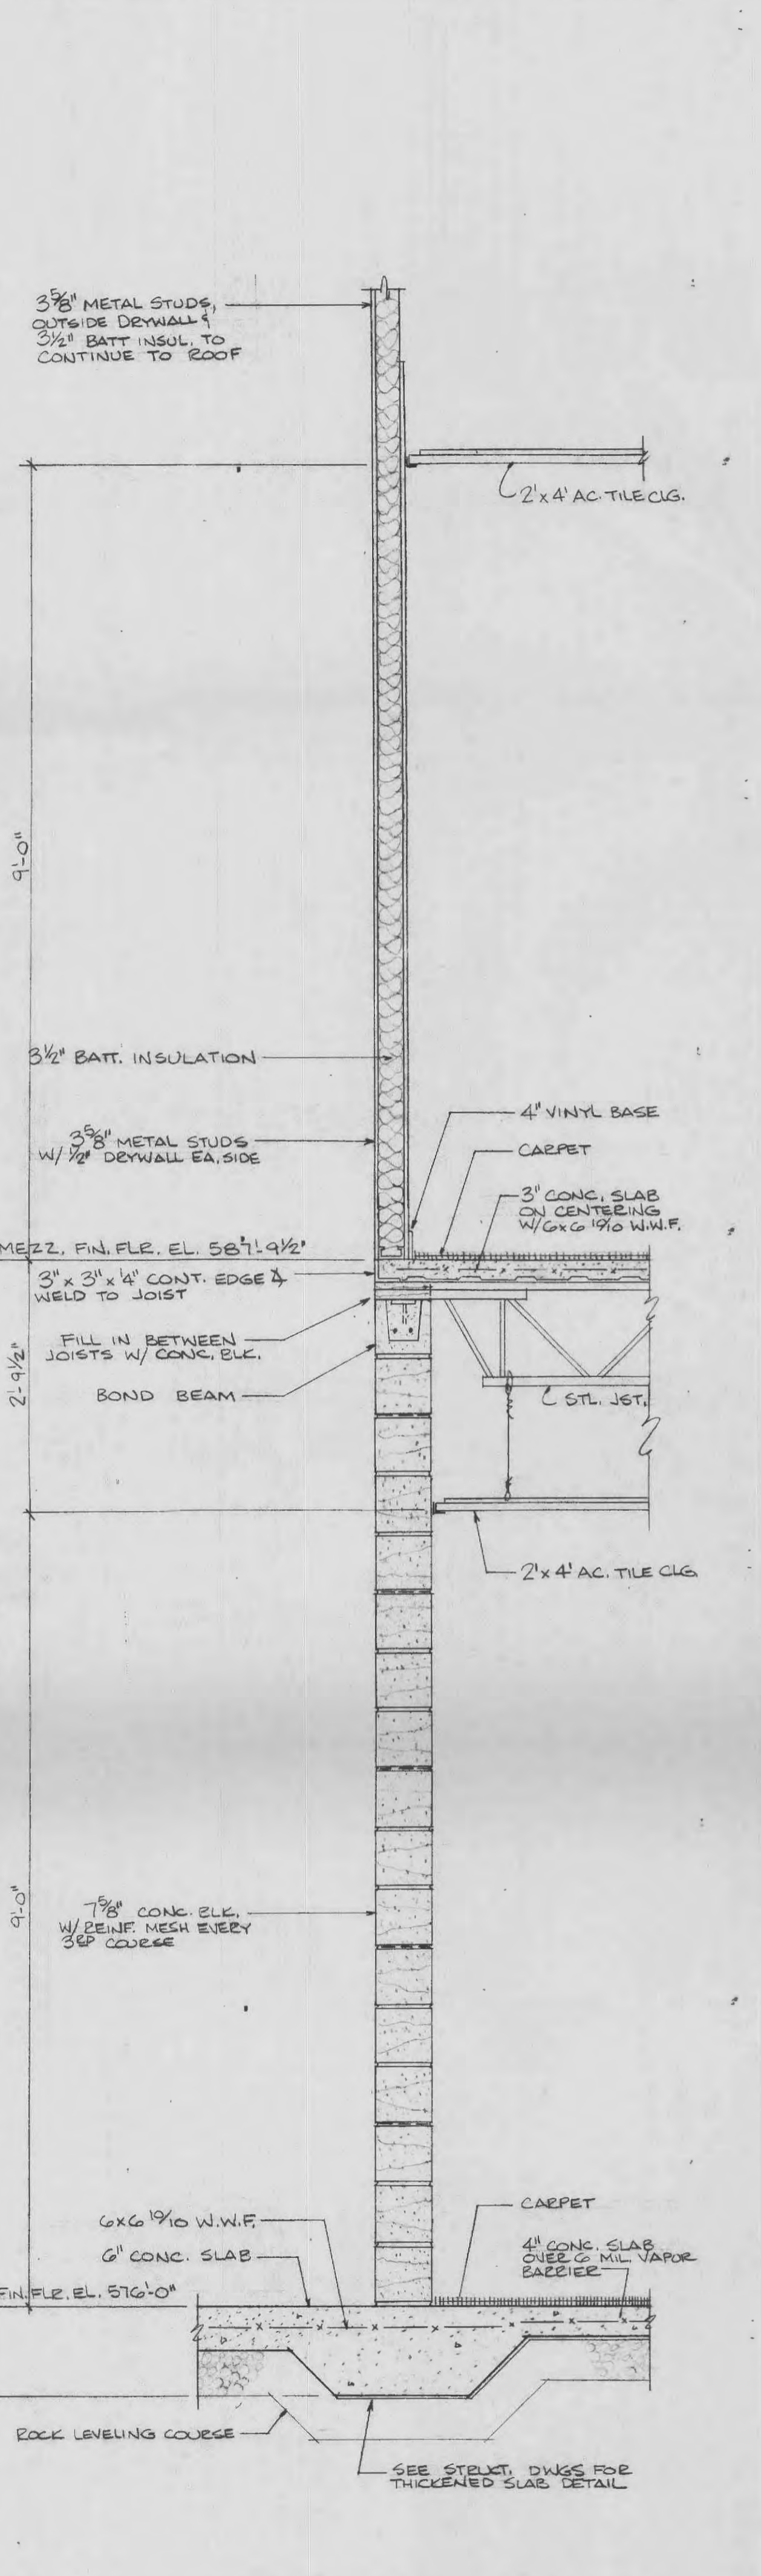 3⅝" METAL STUDS,
OUTSIDE DRYWALL &
3½" BATT INSUL. TO
CONTINUE TO ROOF
2'x4' AC. TILE CLG.
9'-0"
3½" BATT. INSULATION
4" VINYL BASE
3⅝" METAL STUDS
W/ ½" DRYWALL EA. SIDE
CARPET
3" CONC. SLAB
ON CENTERING
W/6x6 10/10 W.W.F.
MEZZ. FIN. FLR. EL. 587'-9½"
3" x 3" x ¼" CONT. EDGE ∠
WELD TO JOIST
FILL IN BETWEEN
JOISTS W/ CONC. BLK.
2'-9½"
BOND BEAM
STL. JST.
2'x4' AC. TILE CLG
9'-0"
7⅝" CONC. BLK.
W/ REINF. MESH EVERY
3RD COURSE
CARPET
6x6 10/10 W.W.F.
6" CONC. SLAB
4" CONC. SLAB
OVER 6 MIL. VAPOR
BARRIER
FIN. FLR. EL. 576'-0"
ROCK LEVELING COURSE
SEE STRUCT. DWGS FOR
THICKENED SLAB DETAIL